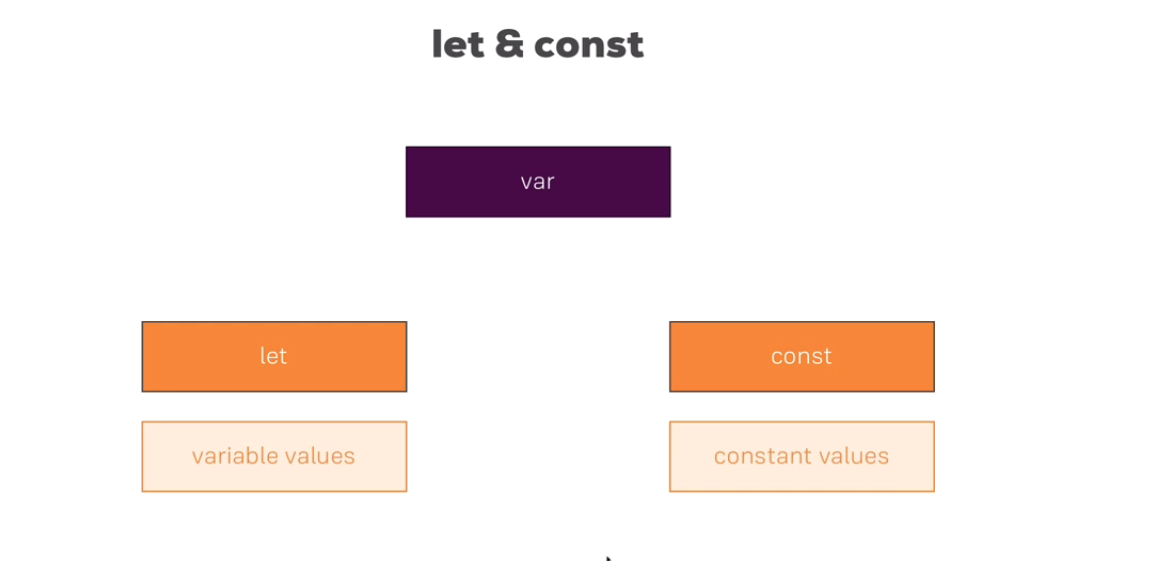 let & const
var
let
const
variable values
constant values